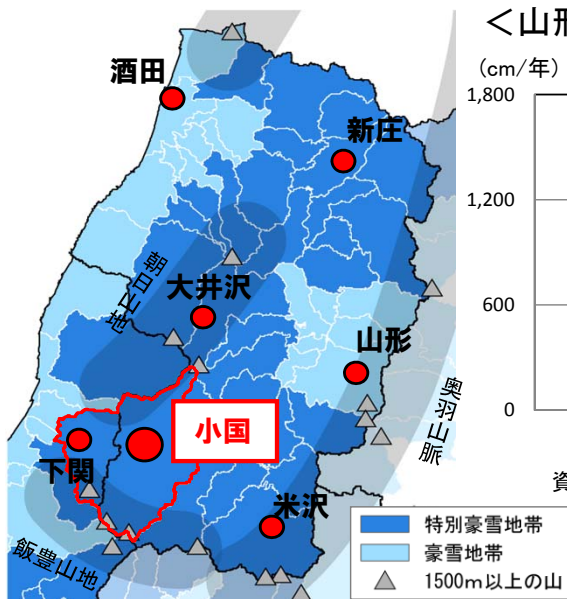 <山形
(cm/年)
1,800
1,200
600
0
資
酒田
新庄
朝日山地
大井沢
山形
奥羽山脈
小国
下関
米沢
飯豊山地
特別豪雪地帯
豪雪地帯
1500m以上の山